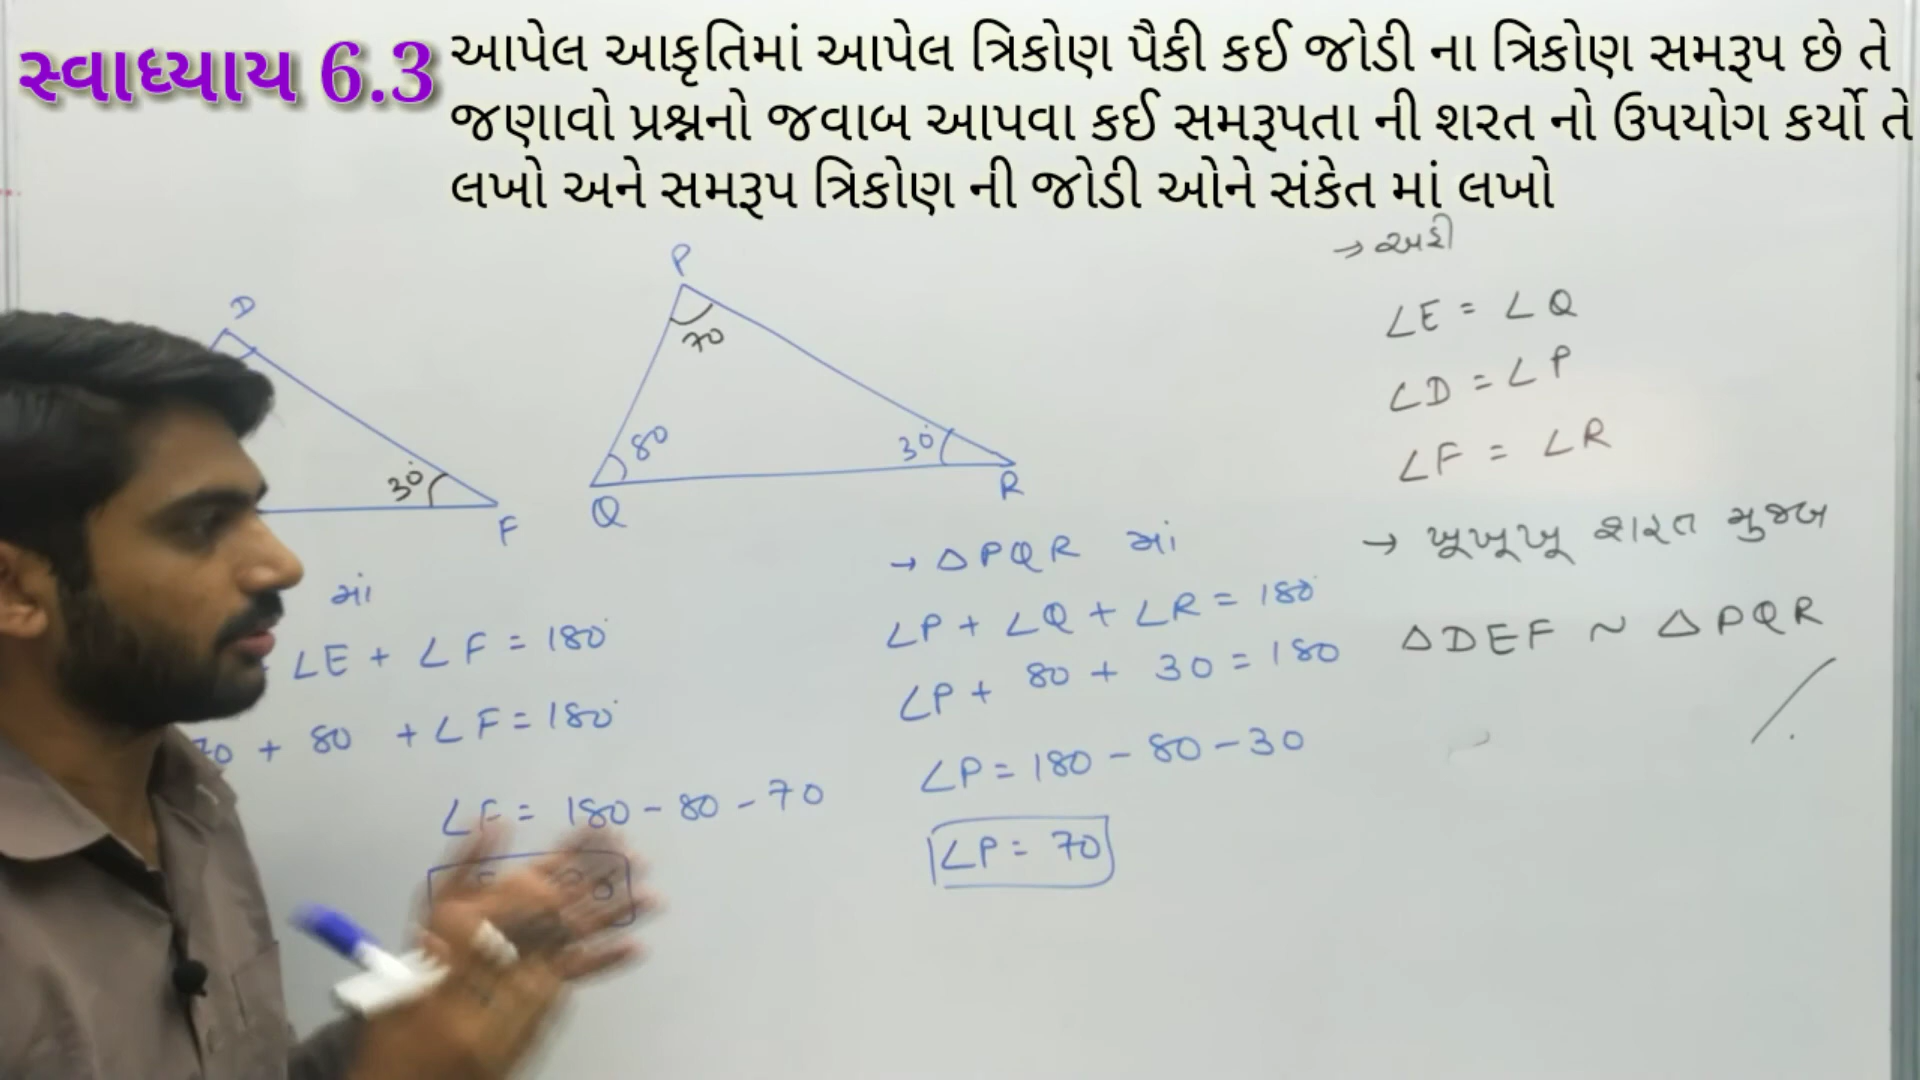 સ્વાધ્યાય 6.3
આપેલ આકૃતિમાં આપેલ ત્રિકોણ પૈકી કઈ જોડી ના ત્રિકોણ સમરૂપ છે તે
જણાવો પ્રશ્નનો જવાબ આપવા કઈ સમરૂપતા ની શરત નો ઉપયોગ કર્યો તે
લખો અને સમરૂપ ત્રિકોણ ની જોડી ઓને સંકેત માં લખો
D
30°
F
P
70
80
30°
Q
R
માં
∠E + ∠F = 180°
70 + 80 + ∠F = 180°
∠F = 180 - 80 - 70
→ △PQR માં
∠P + ∠Q + ∠R = 180°
∠P + 80 + 30 = 180
∠P = 180 - 80 - 30
∠P = 70
→ અહી
∠E = ∠Q
∠D = ∠P
∠F = ∠R
→ ખૂખૂખૂ શરત મુજબ
△DEF ~ △PQR